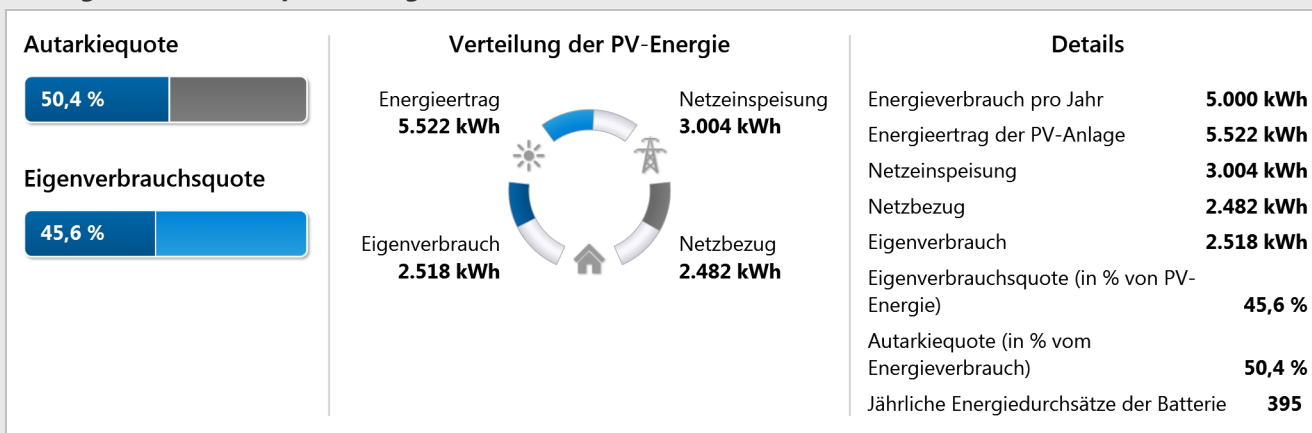 Autarkiequote
50,4 %
Eigenverbrauchsquote
45,6 %
Verteilung der PV-Energie
Energieertrag
5.522 kWh
Netzeinspeisung
3.004 kWh
Eigenverbrauch
2.518 kWh
Netzbezug
2.482 kWh
Details
Energieverbrauch pro Jahr 5.000 kWh
Energieertrag der PV-Anlage 5.522 kWh
Netzeinspeisung 3.004 kWh
Netzbezug 2.482 kWh
Eigenverbrauch 2.518 kWh
Eigenverbrauchsquote (in % von PV-
Energie) 45,6 %
Autarkiequote (in % vom
Energieverbrauch) 50,4 %
Jährliche Energiedurchsätze der Batterie 395